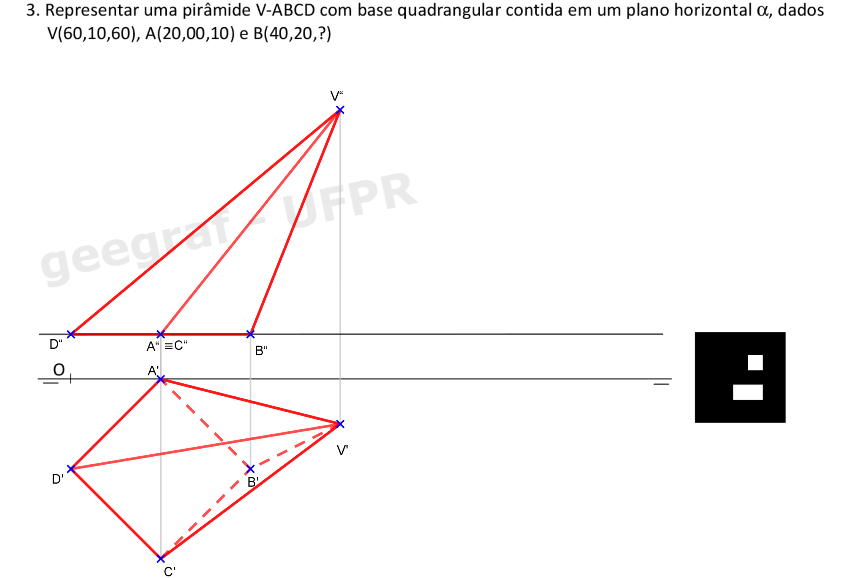 3. Representar uma pirâmide V-ABCD com base quadrangular contida em um plano horizontal α, dados
V(60,10,60), A(20,00,10) e B(40,20,?)
V"
geegraf - UFPR
D" A" ≡C" B"
O A'
V'
D' B'
C'